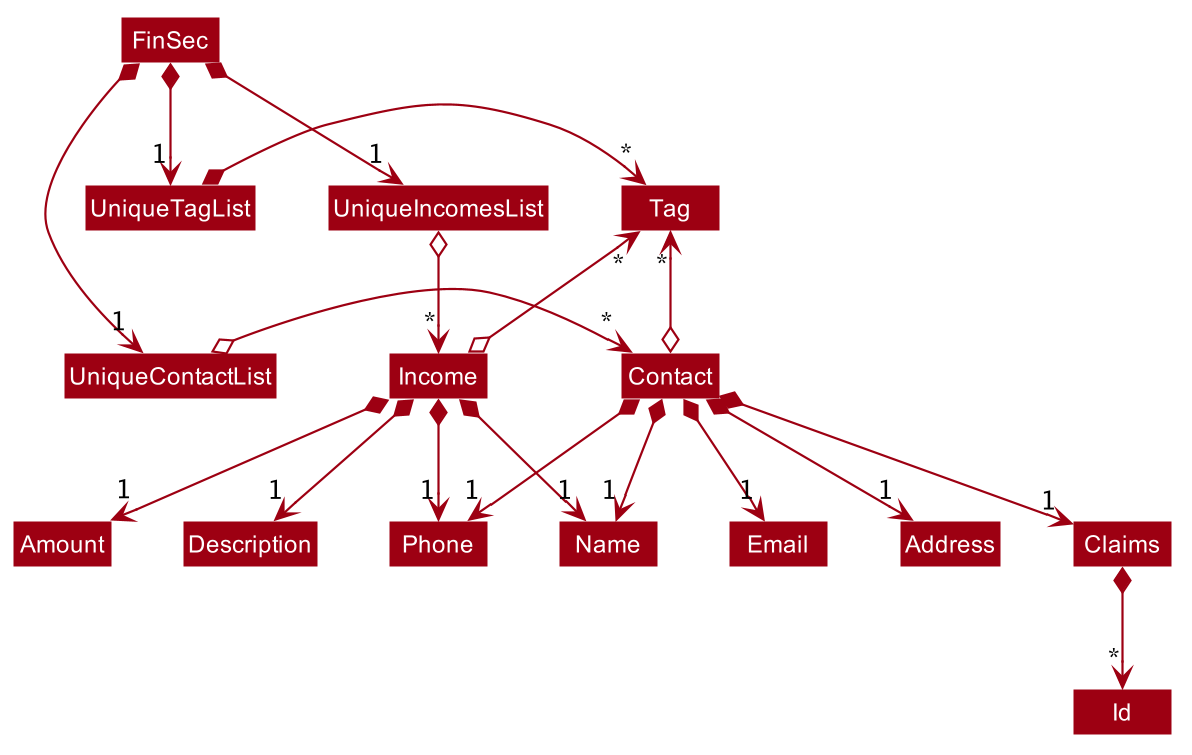 FinSec
1
1
*
UniqueTagList
UniqueIncomesList
Tag
*
*
1
*
*
UniqueContactList
Income
Contact
1
1
1
1
1
1
1
1
1
Amount
Description
Phone
Name
Email
Address
Claims
*
Id